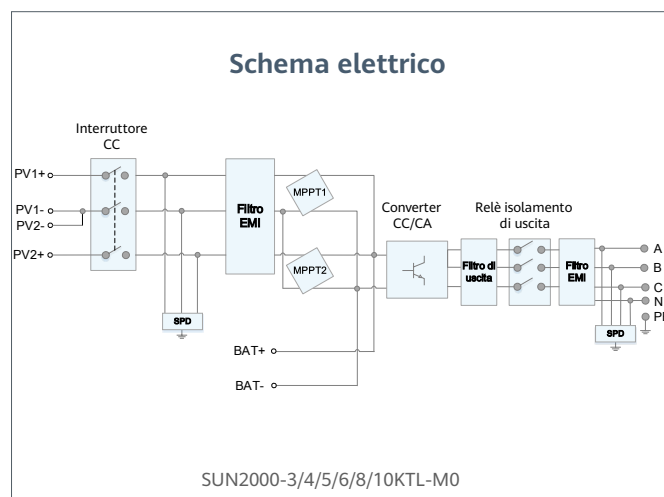 Schema elettrico
Interruttore
CC
PV1+
PV1-
PV2-
PV2+
Filtro
EMI
MPPT1
MPPT2
SPD
BAT+
BAT-
Converter
CC/CA
Filtro di
uscita
Relè isolamento
di uscita
Filtro
EMI
A
B
C
N
SPD
SUN2000-3/4/5/6/8/10KTL-M0